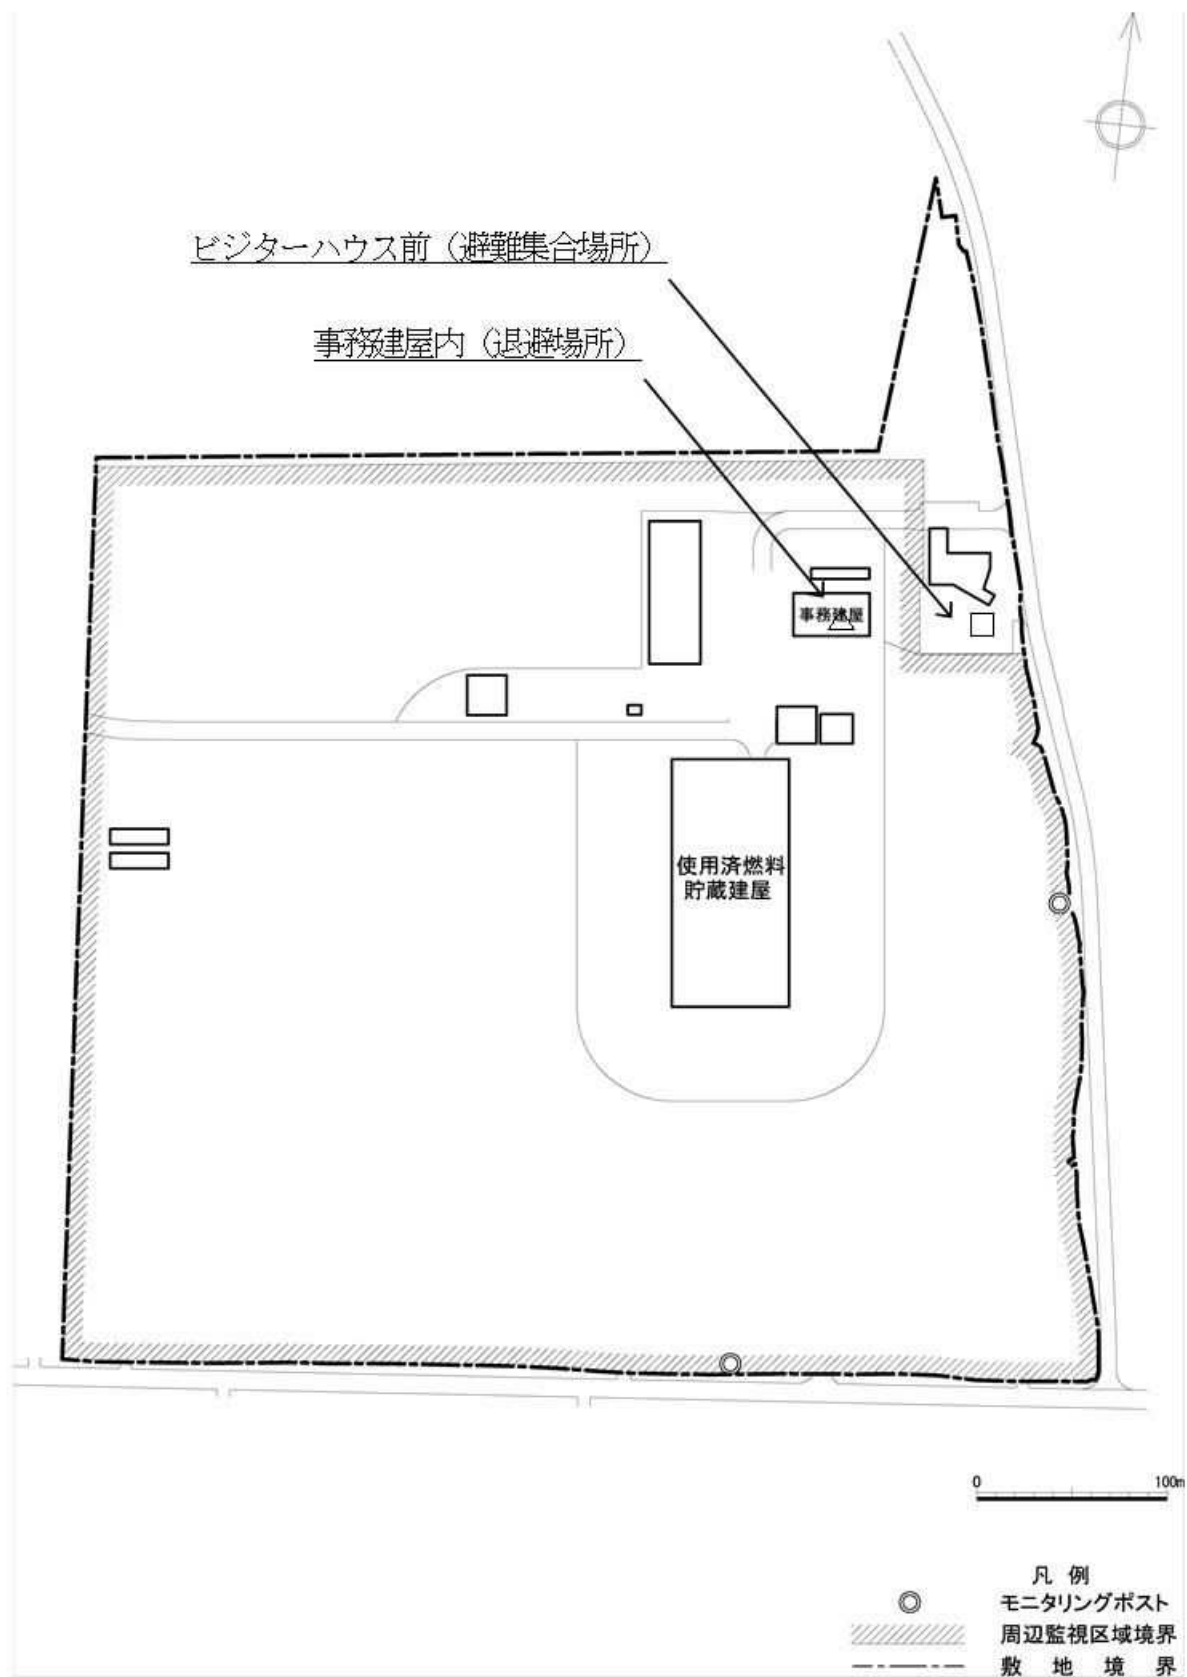 ビジターハウス前（避難集合場所）
事務建屋内（退避場所）
事務建屋
使用済燃料
貯蔵建屋
0 100m
凡例
モニタリングポスト
周辺監視区域境界
敷地境界